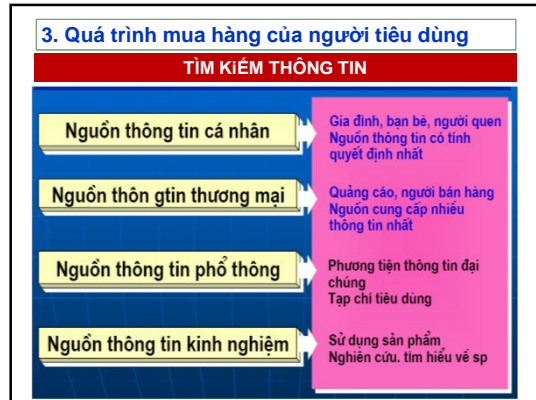 3. Quá trình mua hàng của người tiêu dùng
TÌM KiẾM THÔNG TIN
Nguồn thông tin cá nhân
Gia đình, bạn bè, người quen
Nguồn thông tin có tính
quyết định nhất
Nguồn thôn gtin thương mại
Quảng cáo, người bán hàng
Nguồn cung cấp nhiều
thông tin nhất
Nguồn thông tin phổ thông
Phương tiện thông tin đại
chúng
Tạp chí tiêu dùng
Nguồn thông tin kinh nghiệm
Sử dụng sản phẩm
Nghiên cứu. tìm hiểu về sp